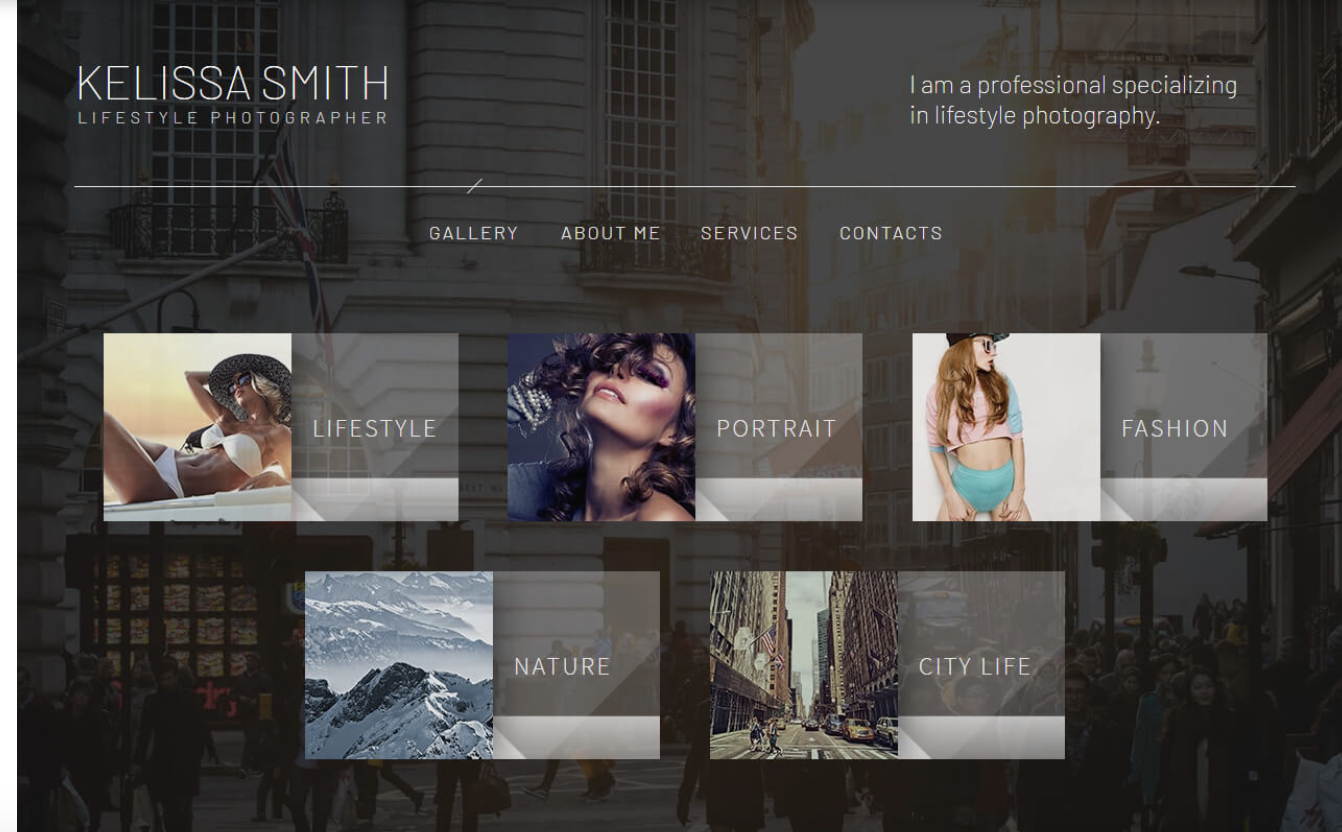 KELISSA SMITH
LIFESTYLE PHOTOGRAPHER
I am a professional specializing
in lifestyle photography.
GALLERY ABOUT ME SERVICES CONTACTS
LIFESTYLE PORTRAIT FASHION
NATURE CITY LIFE